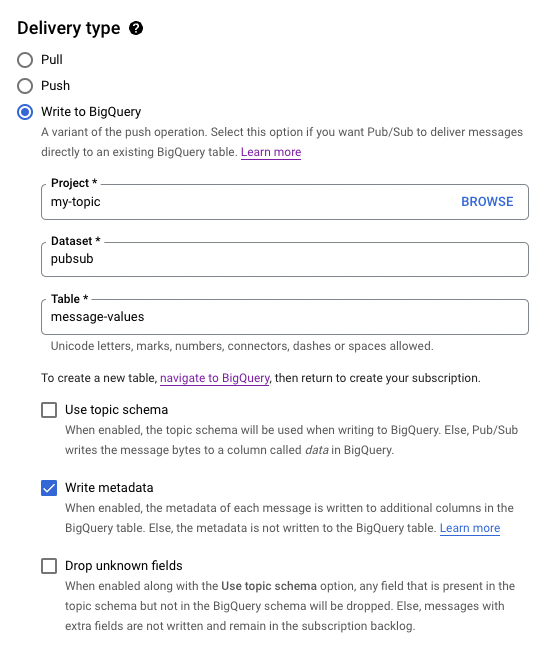 Delivery type ?
Pull
Push
Write to BigQuery
A variant of the push operation. Select this option if you want Pub/Sub to deliver messages
directly to an existing BigQuery table. Learn more
Project *
my-topic BROWSE
Dataset *
pubsub
Table *
message-values
Unicode letters, marks, numbers, connectors, dashes or spaces allowed.
To create a new table, navigate to BigQuery, then return to create your subscription.
Use topic schema
When enabled, the topic schema will be used when writing to BigQuery. Else, Pub/Sub
writes the message bytes to a column called data in BigQuery.
Write metadata
When enabled, the metadata of each message is written to additional columns in the
BigQuery table. Else, the metadata is not written to the BigQuery table. Learn more
Drop unknown fields
When enabled along with the Use topic schema option, any field that is present in the
topic schema but not in the BigQuery schema will be dropped. Else, messages with
extra fields are not written and remain in the subscription backlog.